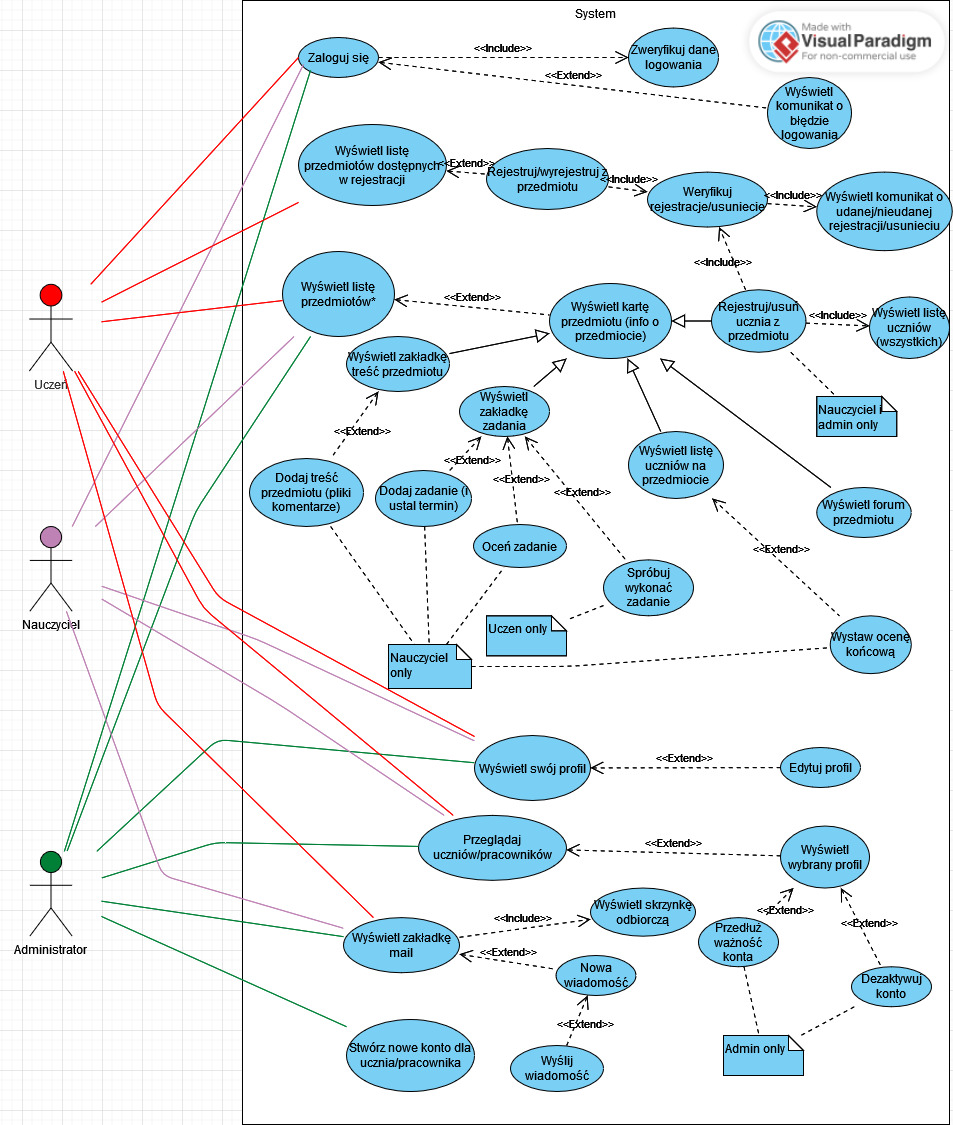 System
Made with
VisualParadigm
For non-commercial use
Zaloguj się
<<Include>>
Zweryfikuj dane
logowania
<<Extend>>
Wyświetl
komunikat o
błędzie
logowania
Wyświetl listę
przedmiotów dostępnych
w rejestracji
<<Extend>>
Rejestruj/wyrejestruj z
przedmiotu
<<Include>>
Weryfikuj
rejestracje/usuniecie
<<Include>>
Wyświetl komunikat o
udanej/nieudanej
rejestracji/usunieciu
<<Include>>
Wyświetl listę
przedmiotów*
<<Extend>>
Wyświetl kartę
przedmiotu (info o
przedmiocie)
Rejestruj/usuń
ucznia z
przedmiotu
<<Include>>
Wyświetl listę
uczniów
(wszystkich)
Uczeń
Wyświetl zakładkę
treść przedmiotu
Wyświetl
zakładkę
zadania
Nauczyciel i
admin only
<<Extend>>
<<Extend>>
<<Extend>>
<<Extend>>
Wyświetl listę
uczniów na
przedmiocie
Dodaj treść
przedmiotu (pliki
komentarze)
Dodaj zadanie (i
ustal termin)
Wyświetl forum
przedmiotu
Oceń zadanie
<<Extend>>
Spróbuj
wykonać
zadanie
Nauczyciel
Uczen only
Nauczyciel
only
Wystaw ocenę
końcową
Wyświetl swój profil
<<Extend>>
Edytuj profil
Przeglądaj
uczniów/pracowników
<<Extend>>
Wyświetl
wybrany profil
Administrator
Wyświetl zakładkę
mail
<<Include>>
Wyświetl skrzynkę
odbiorczą
<<Extend>>
<<Extend>>
Przedłuż
ważność
konta
<<Extend>>
Nowa
wiadomość
Dezaktywuj
konto
<<Extend>>
Stwórz nowe konto dla
ucznia/pracownika
Wyślij
wiadomość
Admin only